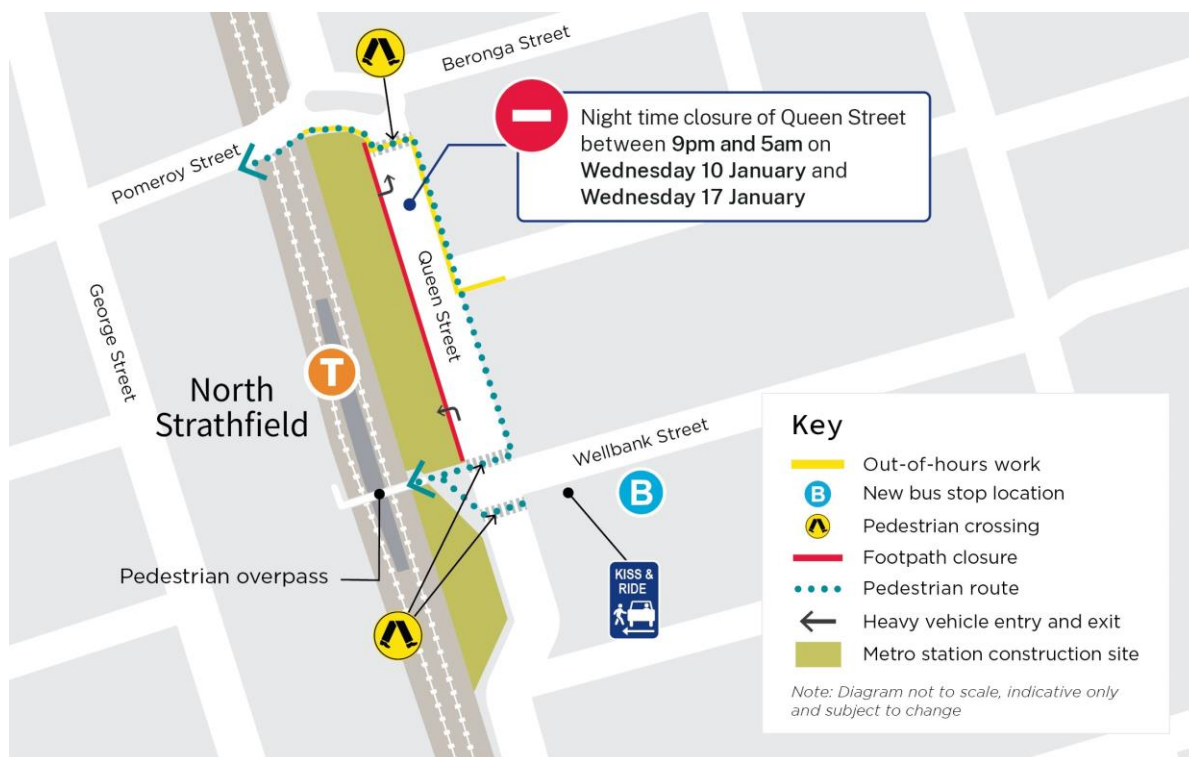 Beronga Street
Night time closure of Queen Street
between 9pm and 5am on
Wednesday 10 January and
Wednesday 17 January
Pomeroy Street
Queen Street
George Street
T
North
Strathfield
Wellbank Street
B
Pedestrian overpass
KISS &
RIDE
Key
Out-of-hours work
B
New bus stop location
Pedestrian crossing
Footpath closure
Pedestrian route
Heavy vehicle entry and exit
Metro station construction site
Note: Diagram not to scale, indicative only
and subject to change